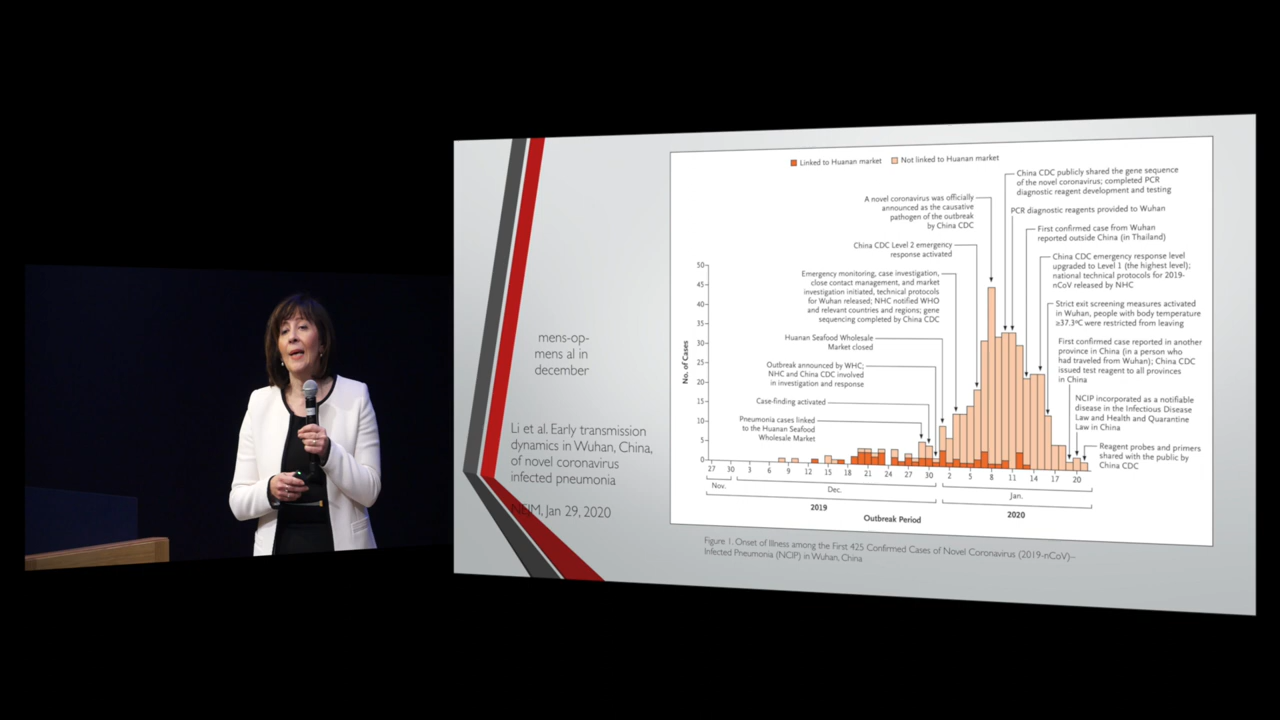 mens-op-
mens al in
december
Li et al. Early transmission
dynamics in Wuhan, China,
of novel coronavirus
infected pneumonia
NEJM, Jan 29, 2020
Linked to Huanan market
Not linked to Huanan market
China CDC publicly shared the gene sequence
of the novel coronavirus; completed PCR
diagnostic reagent development and testing
A novel coronavirus was officially
announced as the causative
pathogen of the outbreak
by China CDC
PCR diagnostic reagents provided to Wuhan
First confirmed case from Wuhan
reported outside China (in Thailand)
China CDC Level 2 emergency
response activated
China CDC emergency response level
upgraded to Level 1 (the highest level);
national technical protocols for 2019-
nCoV released by NHC
Emergency monitoring, case investigation,
close contact management, and market
investigation initiated, technical protocols
for Wuhan released; NHC notified WHO
and relevant countries and regions; gene
sequencing completed by China CDC
Strict exit screening measures activated
in Wuhan, people with body temperature
≥37.3°C were restricted from leaving
Huanan Seafood Wholesale
Market closed
First confirmed case reported in another
province in China (in a person who
had traveled from Wuhan); China CDC
issued test reagent to all provinces
in China
Outbreak announced by WHC;
NHC and China CDC involved
in investigation and response
Case-finding activated
NCIP incorporated as a notifiable
disease in the Infectious Disease
Law and Health and Quarantine
Law in China
Pneumonia cases linked
to the Huanan Seafood
Wholesale Market
Reagent probes and primers
shared with the public by
China CDC
No. of Cases
50
45
40
35
30
25
20
15
10
5
0
27 30 3 6 9 12 15 18 21 24 27 30 2 5 8 11 14 17 20
Nov. Dec. Jan.
2019 2020
Outbreak Period
Figure 1. Onset of Illness among the First 425 Confirmed Cases of Novel Coronavirus (2019-nCoV)–
Infected Pneumonia (NCIP) in Wuhan, China